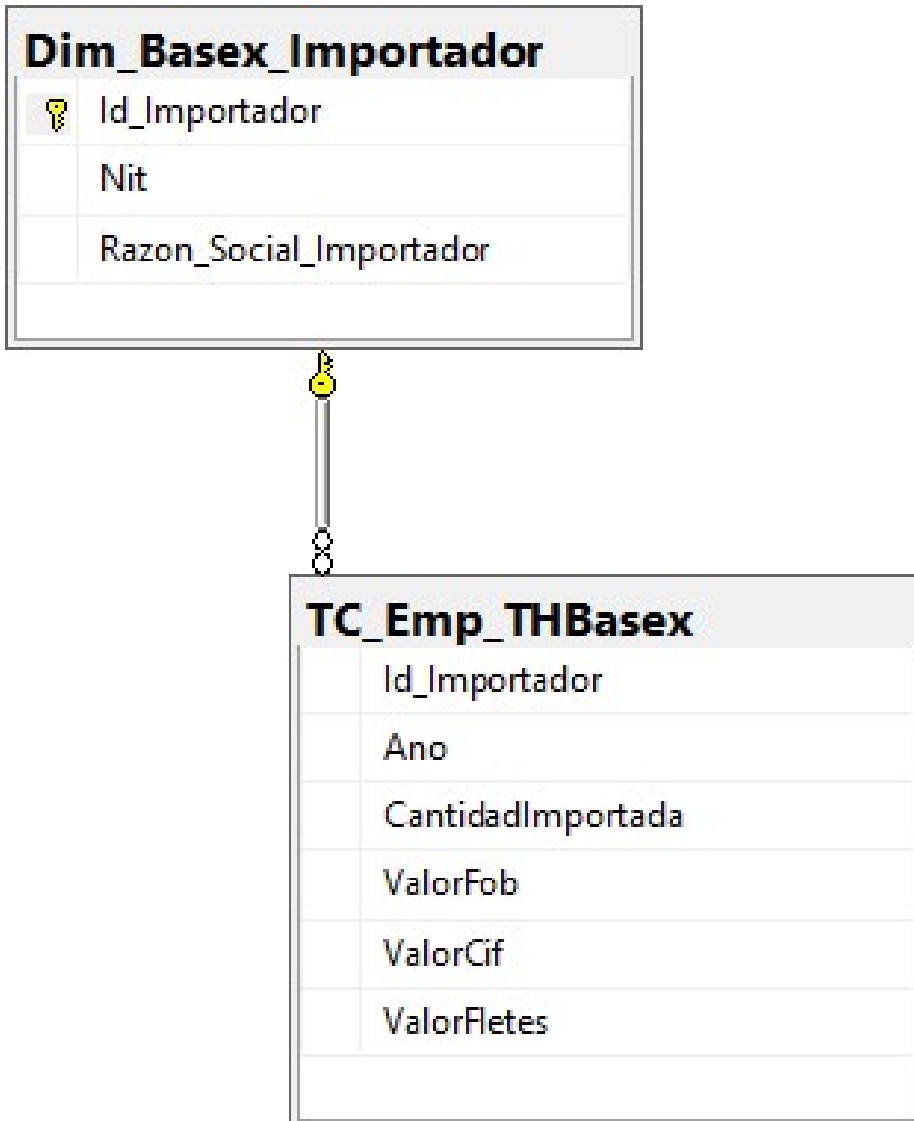 Dim_Basex_Importador
Id_Importador
Nit
Razon_Social_Importador
TC_Emp_THBasex
Id_Importador
Ano
CantidadImportada
ValorFob
ValorCif
ValorFletes